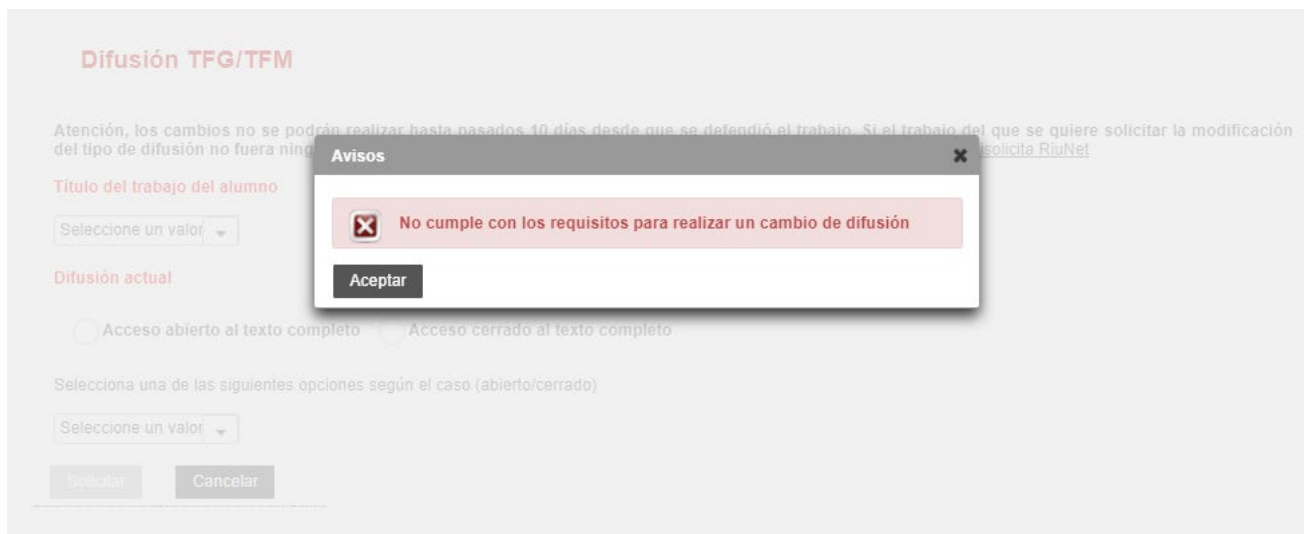 Difusión TFG/TFM
Atención, los cambios no se podrán realizar hasta pasados 10 días desde que se defendió el trabajo. Si el trabajo del que se quiere solicitar la modificación
del tipo de difusión no fuera ning
solicita RiuNet
Avisos
Título del trabajo del alumno
No cumple con los requisitos para realizar un cambio de difusión
Seleccione un valor
Aceptar
Difusión actual
Acceso abierto al texto completo Acceso cerrado al texto completo
Selecciona una de las siguientes opciones según el caso (abierto/cerrado)
Seleccione un valor
Solicitar Cancelar